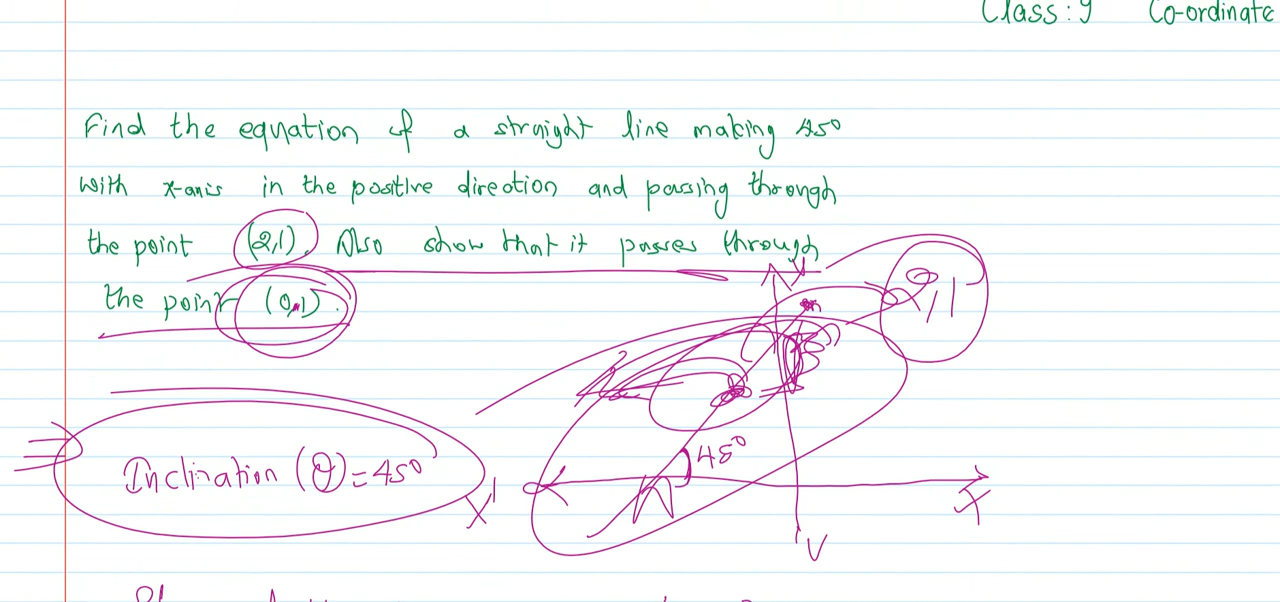 Class: 9 Co-ordinate
Find the equation of a straight line making 45°
with x-axis in the positive direction and passing through
the point (2,1). Also show that it passes through
the point (0,-1).
2,1
45°
Inclination (θ) = 45°
X'